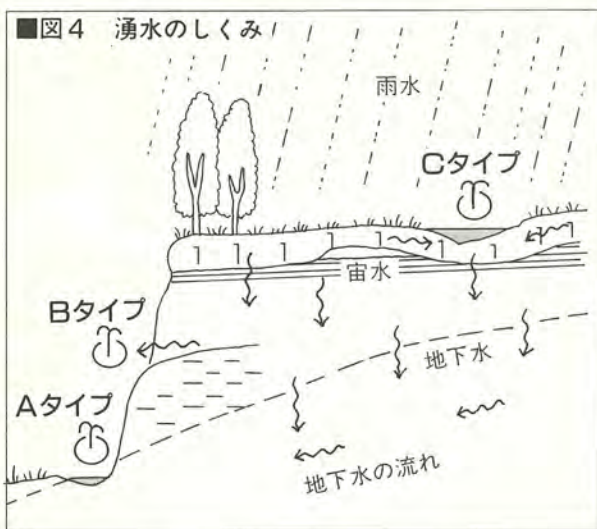 ■図4 湧水のしくみ
雨水
Cタイプ
宙水
Bタイプ
地下水
Aタイプ
地下水の流れ